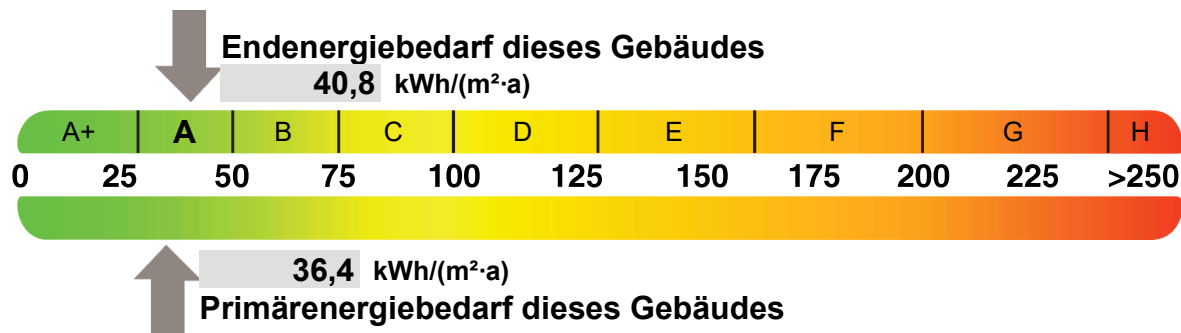 Endenergiebedarf dieses Gebäudes
40,8 kWh/(m²·a)
A+ A B C D E F G H
0 25 50 75 100 125 150 175 200 225 >250
36,4 kWh/(m²·a)
Primärenergiebedarf dieses Gebäudes